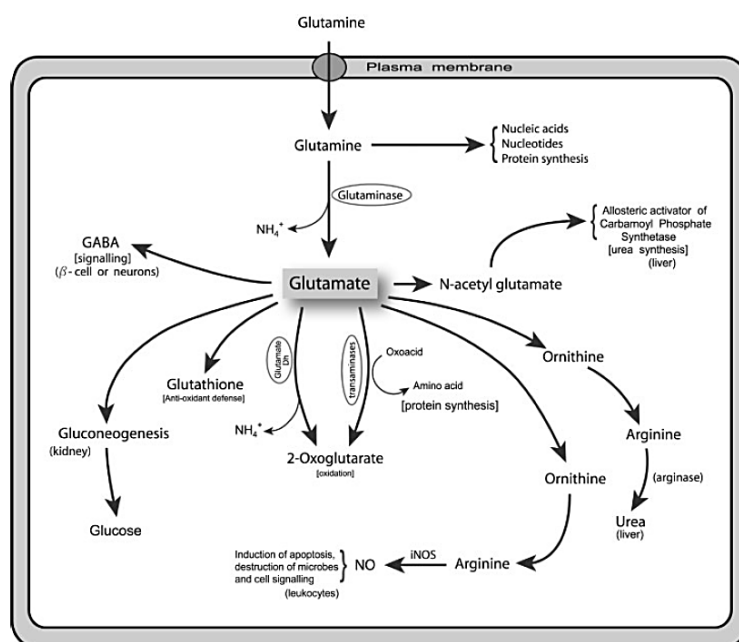 Glutamine
Plasma membrane
Glutamine
Nucleic acids
Nucleotides
Protein synthesis
Glutaminase
NH4+
Allosteric activator of
Carbamoyl Phosphate
Synthetase
[urea synthesis]
(liver)
GABA
[signalling]
(β-cell or neurons)
Glutamate
N-acetyl glutamate
Glutamate
Dh
transaminases
Oxoacid
Amino acid
[protein synthesis]
Ornithine
Glutathione
[Anti-oxidant defense]
Gluconeogenesis
(kidney)
NH4+
2-Oxoglutarate
[oxidation]
Arginine
(arginase)
Ornithine
Glucose
Urea
(liver)
Induction of apoptosis,
destruction of microbes
and cell signalling
(leukocytes)
NO
iNOS
Arginine